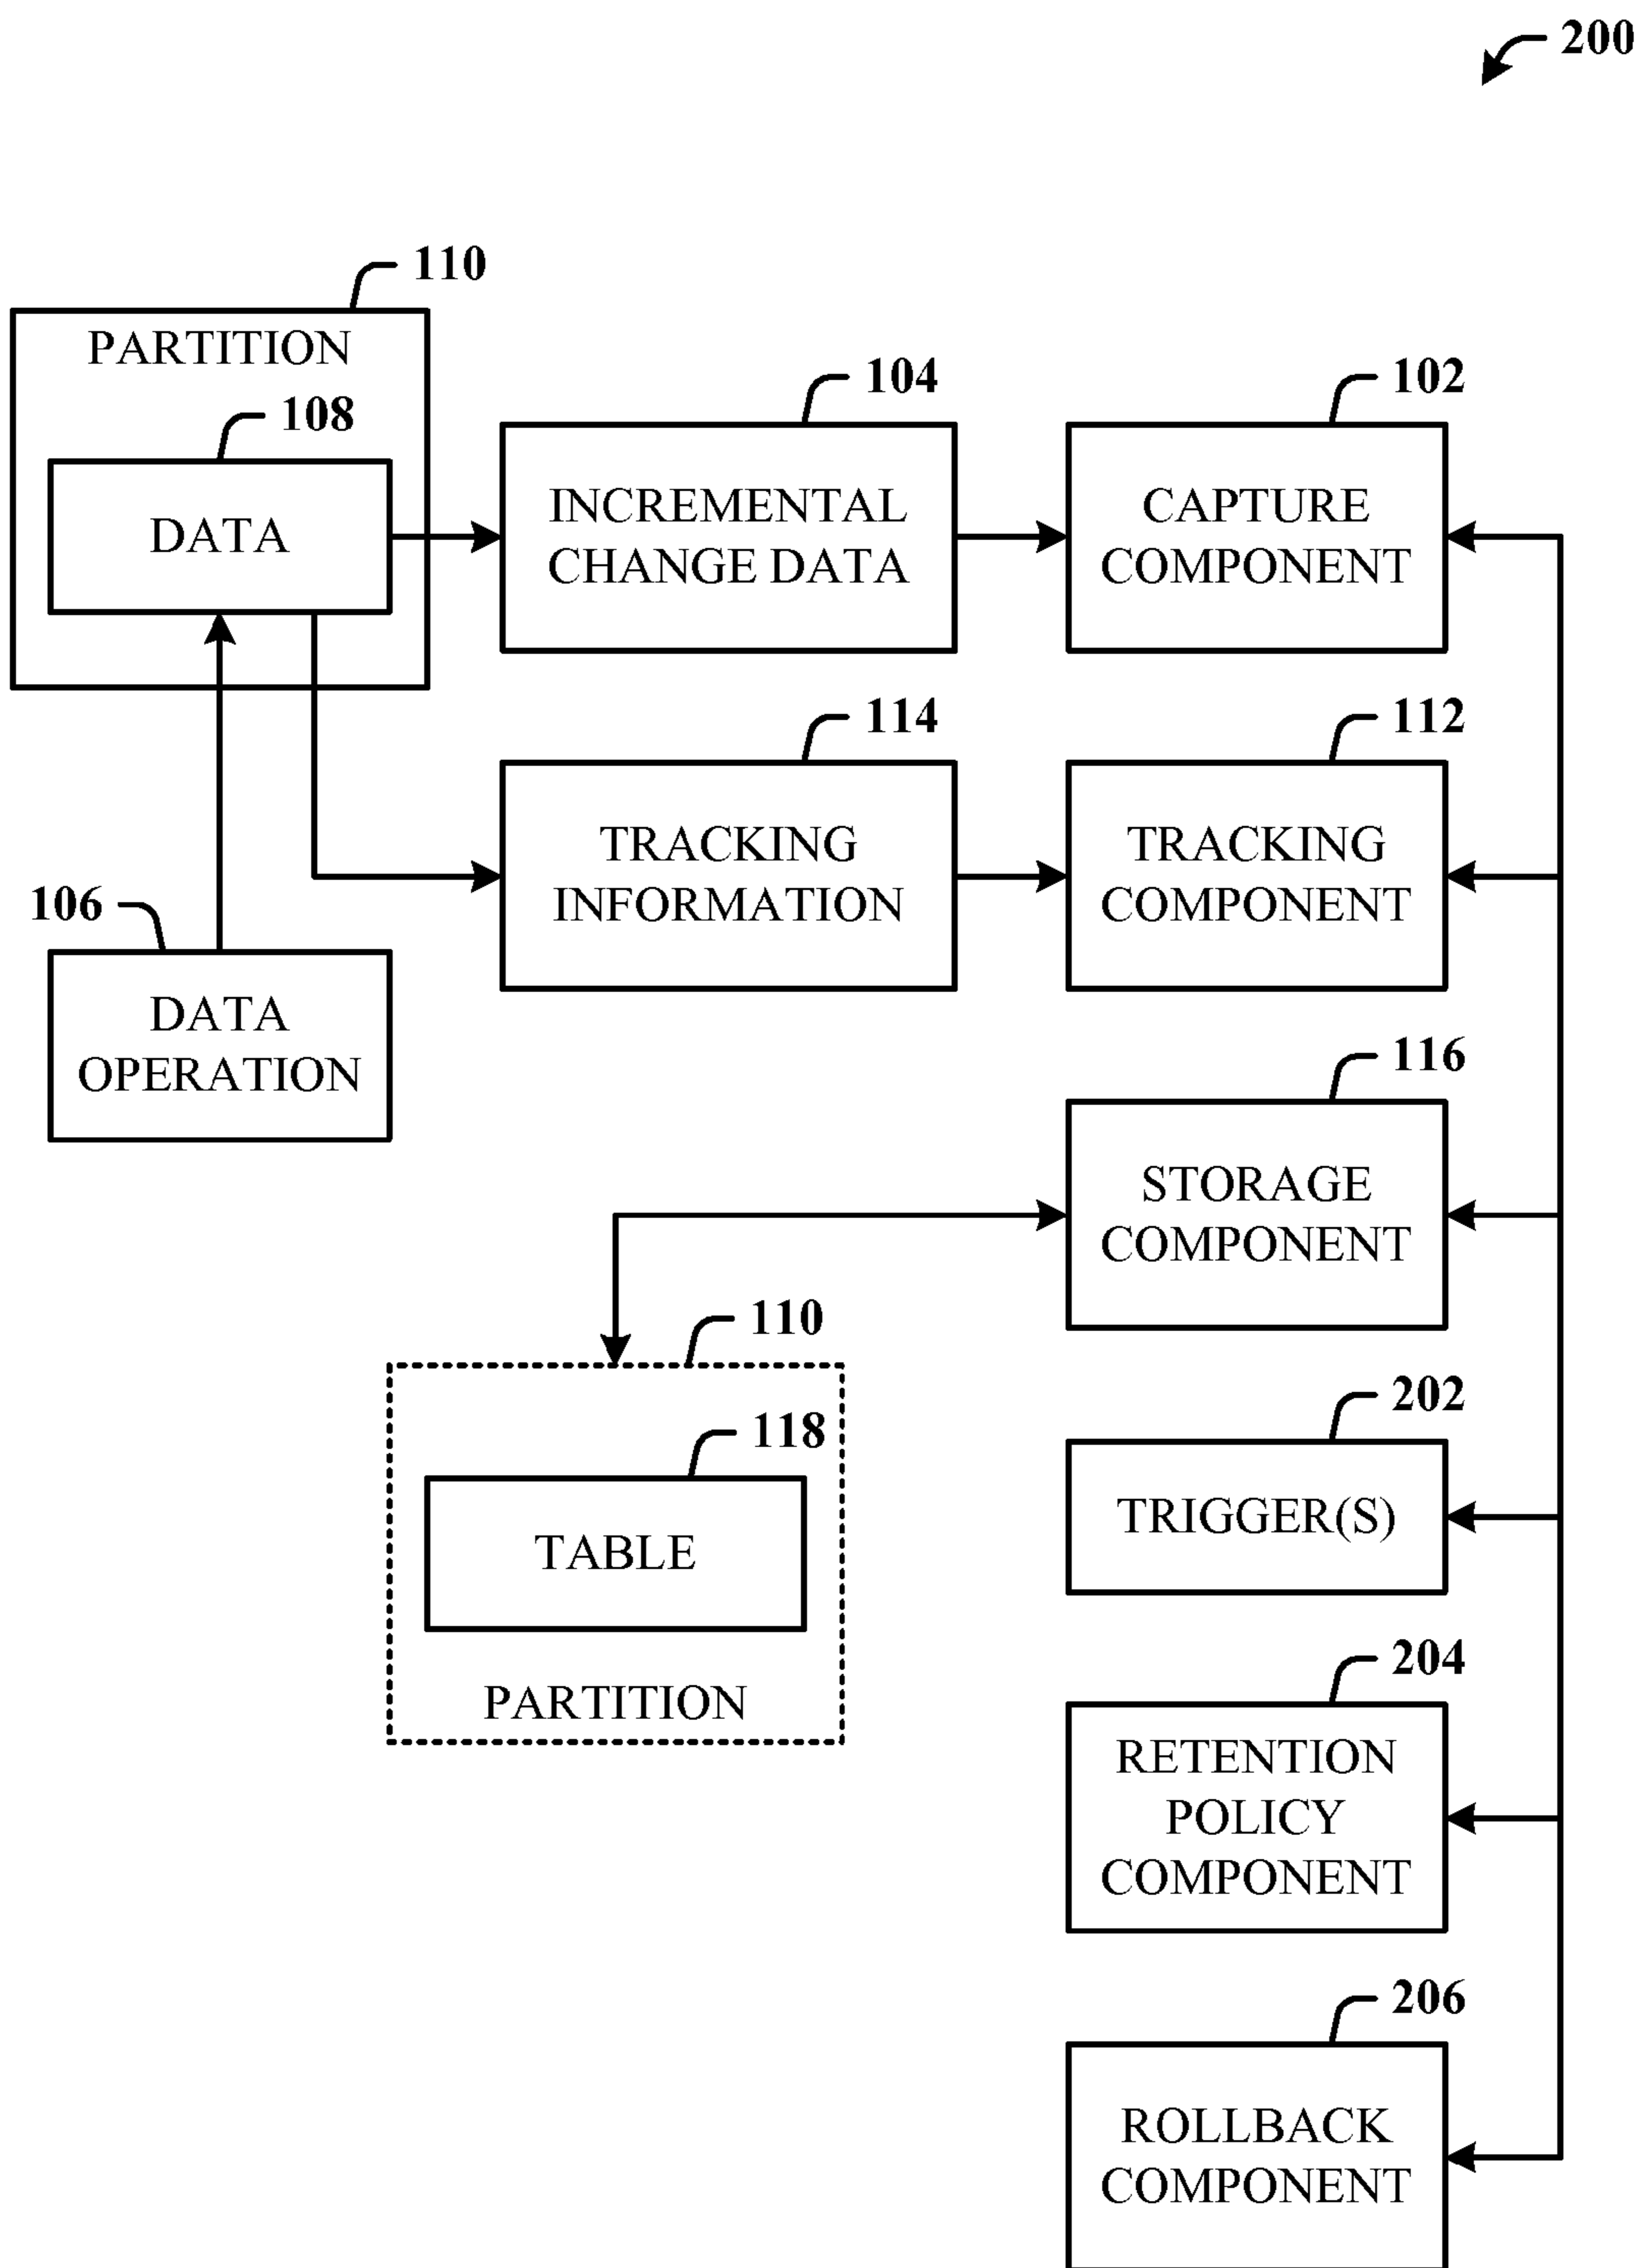 200
110
PARTITION
108
DATA
104
INCREMENTAL
CHANGE DATA
102
CAPTURE
COMPONENT
114
TRACKING
INFORMATION
112
TRACKING
COMPONENT
106
DATA
OPERATION
116
STORAGE
COMPONENT
110
118
TABLE
PARTITION
202
TRIGGER(S)
204
RETENTION
POLICY
COMPONENT
206
ROLLBACK
COMPONENT